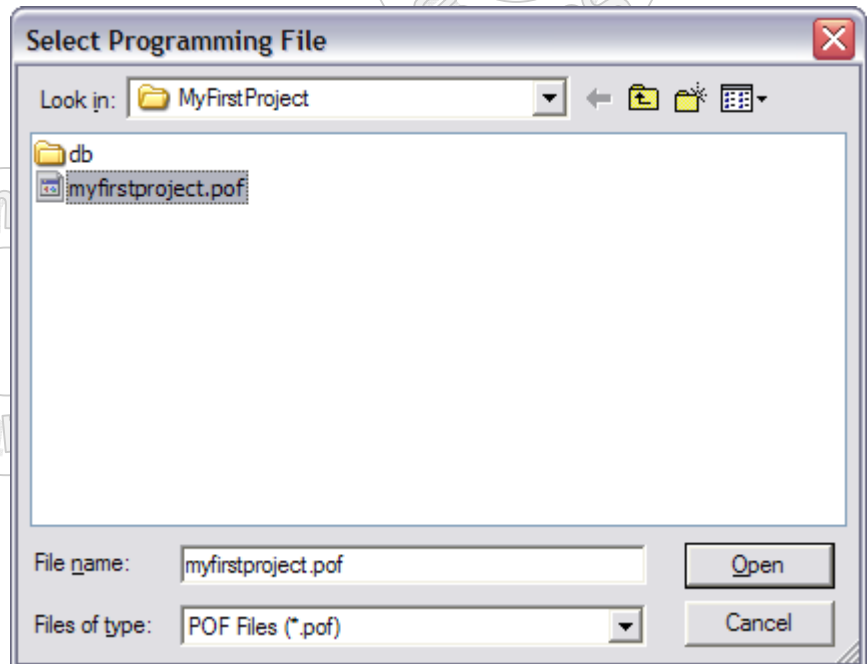 Select Programming File
Look in: MyFirstProject
db
myfirstproject.pof
File name: myfirstproject.pof Open
Files of type: POF Files (*.pof) Cancel